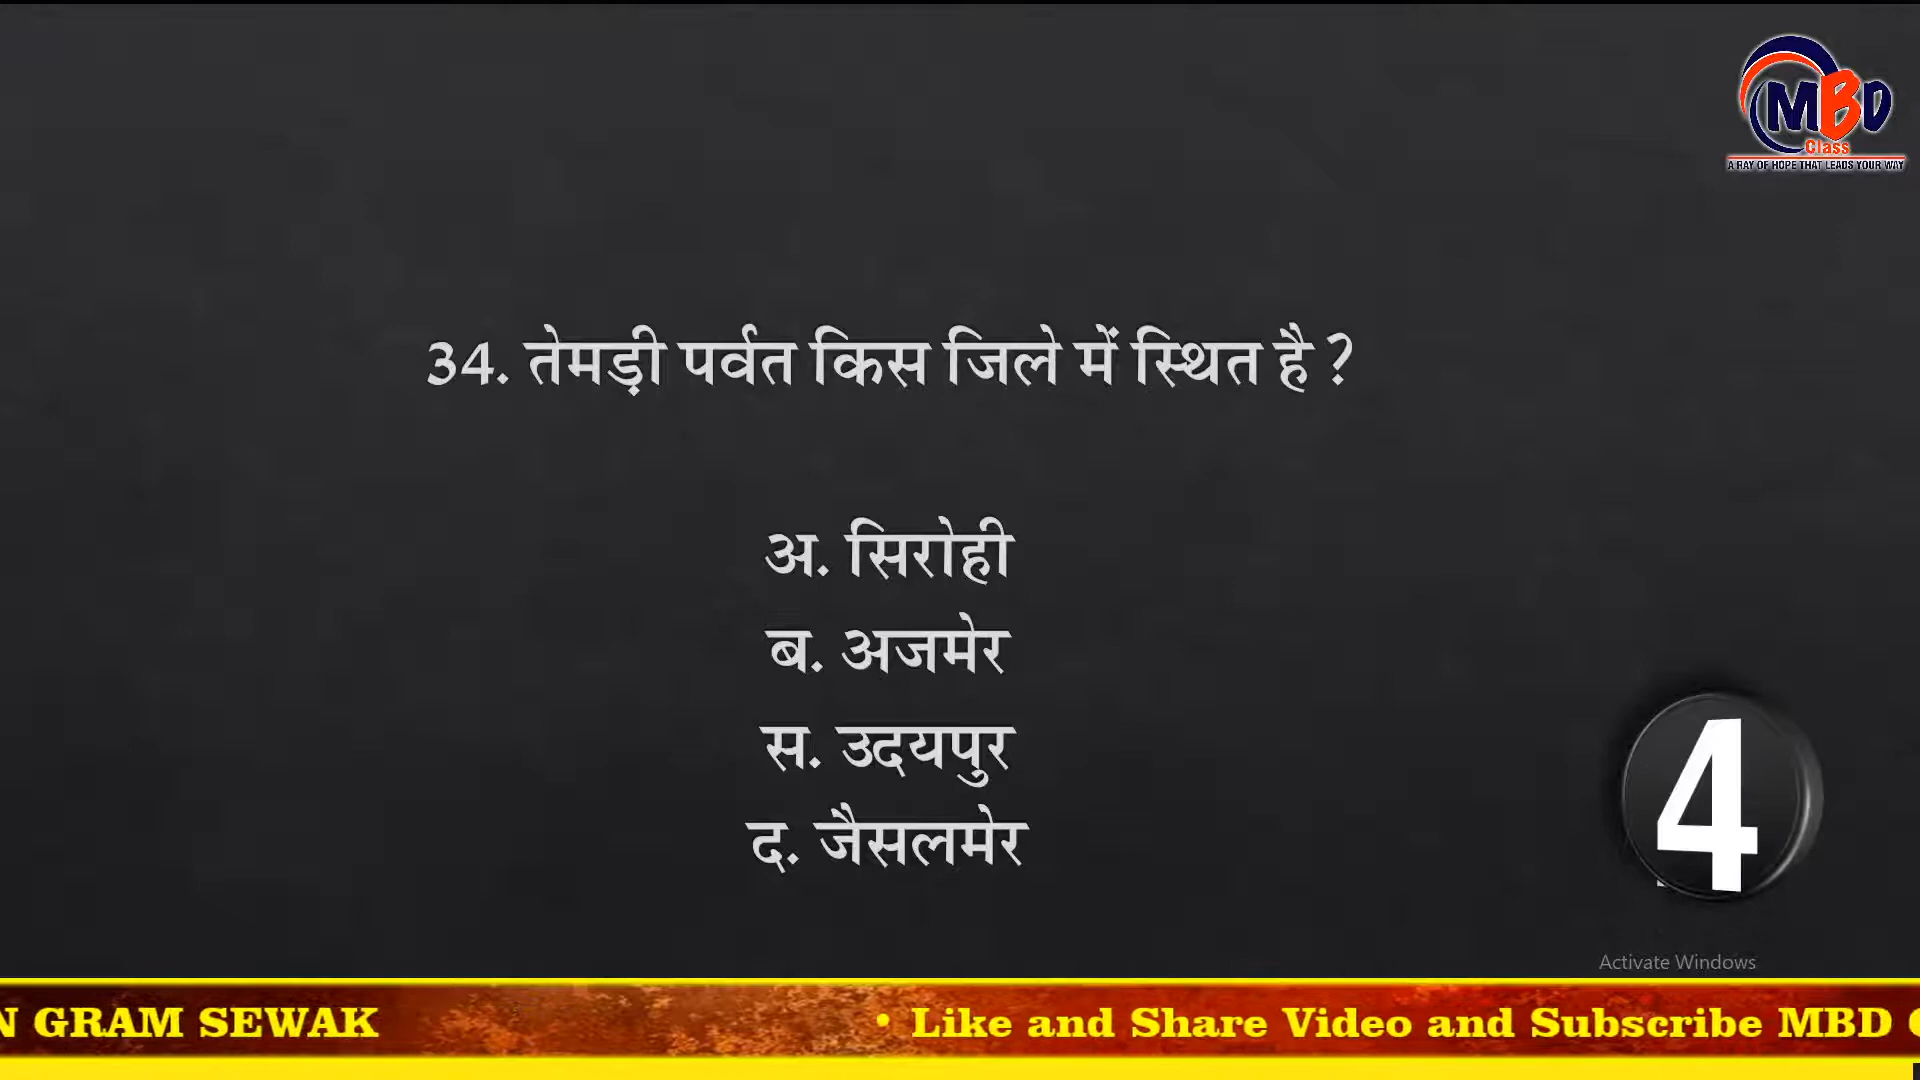 MBD
Class
A RAY OF HOPE THAT LEADS YOUR WAY
34. तेमड़ी पर्वत किस जिले में स्थित है ?
अ. सिरोही
ब. अजमेर
स. उदयपुर
द. जैसलमेर
4
Activate Windows
N GRAM SEWAK • Like and Share Video and Subscribe MBD